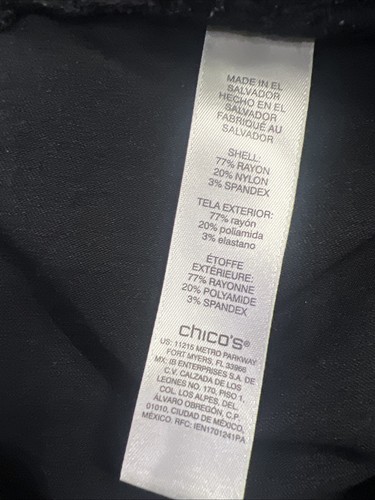 MADE IN EL
SALVADOR
HECHO EN EL
SALVADOR
FABRIQUÉ AU
SALVADOR
SHELL:
77% RAYON
20% NYLON
3% SPANDEX
TELA EXTERIOR:
77% rayón
20% poliamida
3% elastano
ÉTOFFE
EXTÉRIEURE:
77% RAYONNE
20% POLYAMIDE
3% SPANDEX
chico's®
US: 11215 METRO PARKWAY
FORT MYERS, FL 33966
MX: IB ENTERPRISES S.A. DE
C.V. CALZADA DE LOS
LEONES NO. 170, PISO 1,
COL. LOS ALPES, DEL.
ÁLVARO OBREGÓN, C.P.
01010, CIUDAD DE MÉXICO,
MÉXICO. RFC: IEN1701241PA